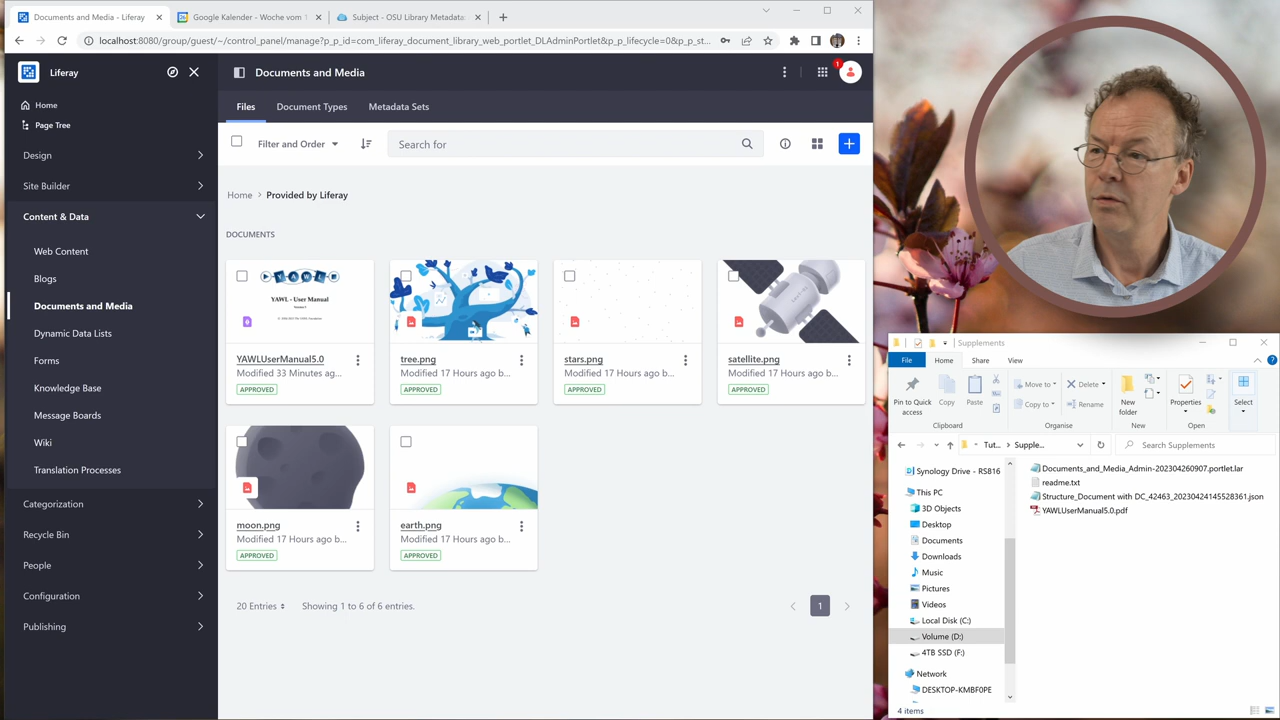 Documents and Media - Liferay
Google Kalender - Woche vom 1
Subject - OSU Library Metadata
localhost:8080/group/guest/~/control_panel/manage?p_p_id=com_liferay_document_library_web_portlet_DLAdminPortlet&p_p_lifecycle=0&p_p_st...
Liferay
Home
Page Tree
Design
Site Builder
Content & Data
Web Content
Blogs
Documents and Media
Dynamic Data Lists
Forms
Knowledge Base
Message Boards
Wiki
Translation Processes
Categorization
Recycle Bin
People
Configuration
Publishing
Documents and Media
1
Files Document Types Metadata Sets
Filter and Order
Search for
Home > Provided by Liferay
DOCUMENTS
YAWL
YAWL - User Manual
YAWLUserManual5.0
Modified 33 Minutes ag...
APPROVED
tree.png
Modified 17 Hours ago b...
APPROVED
stars.png
Modified 17 Hours ago b...
APPROVED
satellite.png
Modified 17 Hours ago b...
APPROVED
moon.png
Modified 17 Hours ago b...
APPROVED
earth.png
Modified 17 Hours ago b...
APPROVED
20 Entries
Showing 1 to 6 of 6 entries.
1
Supplements
File Home Share View
Pin to Quick access
Copy
Paste
Clipboard
Move to
Copy to
Delete
Rename
Organise
New folder
New
Properties
Open
Select
Tut... > Supple...
Search Supplements
Synology Drive - RS816
This PC
3D Objects
Desktop
Documents
Downloads
Music
Pictures
Videos
Local Disk (C:)
Volume (D:)
4TB SSD (F:)
Network
DESKTOP-KMBF0PE
Documents_and_Media_Admin-202304260907.portlet.lar
readme.txt
Structure_Document with DC_42463_20230424145528361.json
YAWLUserManual5.0.pdf
4 items